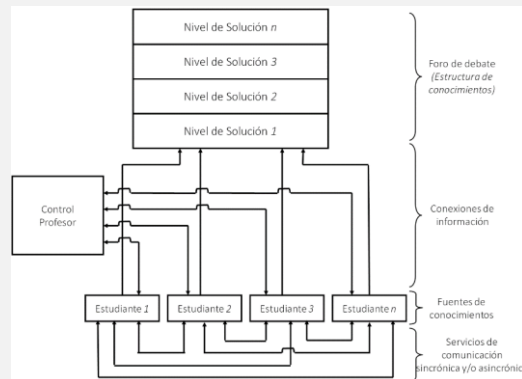 Nivel de Solución n
Nivel de Solución 3
Nivel de Solución 2
Nivel de Solución 1
Foro de debate
(Estructura de
conocimientos)
Control
Profesor
Conexiones de
información
Estudiante 1
Estudiante 2
Estudiante 3
Estudiante n
Fuentes de
conocimientos
Servicios de
comunicación
sincrónica y/o asincrónic